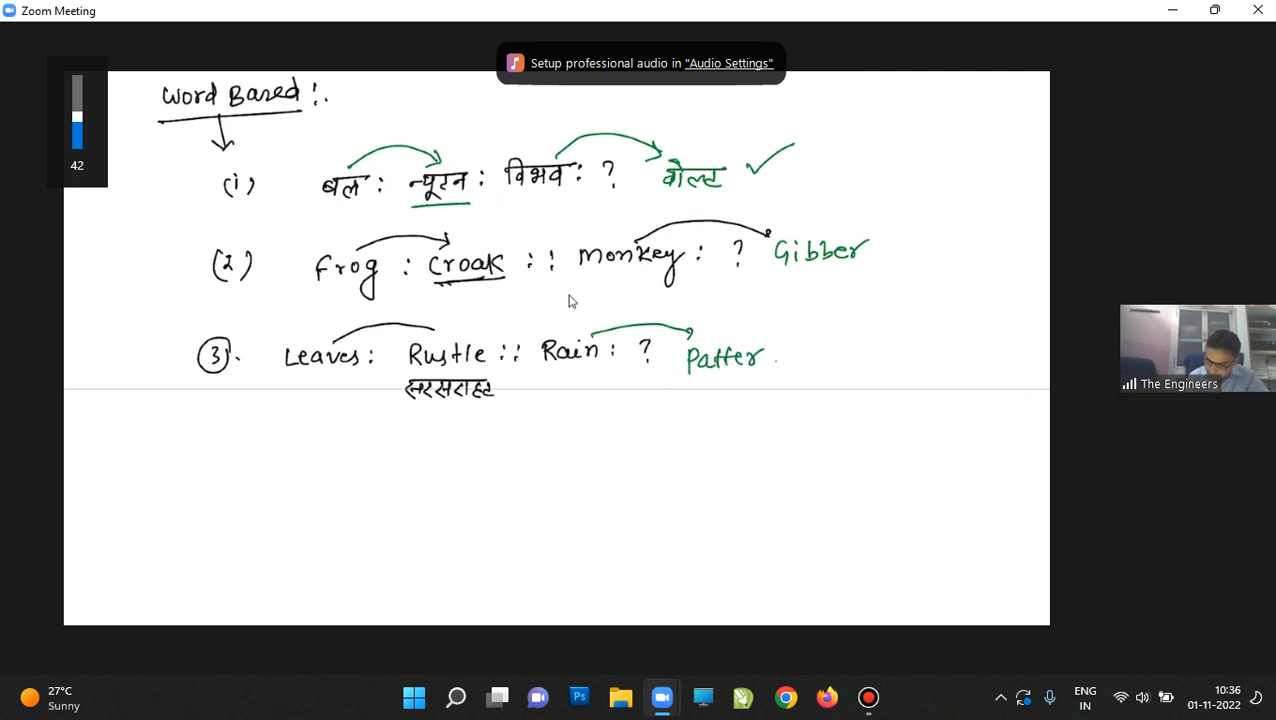 Zoom Meeting
Setup professional audio in "Audio Settings"
42
Word Based :.
(i) बल : न्यूटन : विभव : ? वोल्ट ✓
(2) Frog : Croak :: Monkey : ? Gibber
(3). Leaves : Rustle :: Rain : ? Patter
सरसराहट
The Engineers
27°C
Sunny
Ps
ENG
IN
10:36
01-11-2022